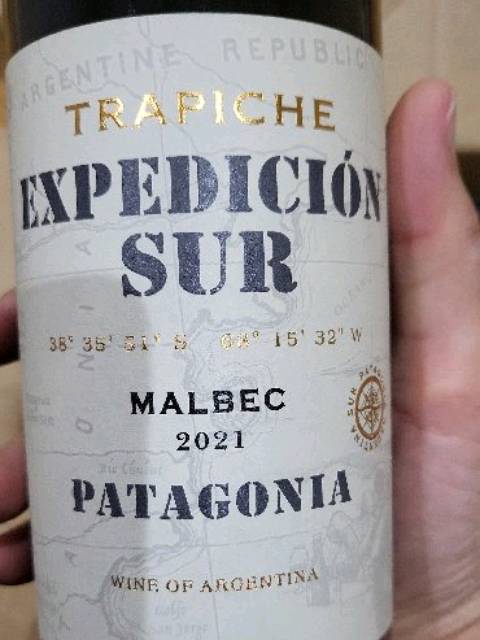 ARGENTINE REPUBLIC
TRAPICHE
EXPEDICIÓN
SUR
15' 32" W
MALBEC
2021
PATAGONIA
WINE OF ARGENTINA